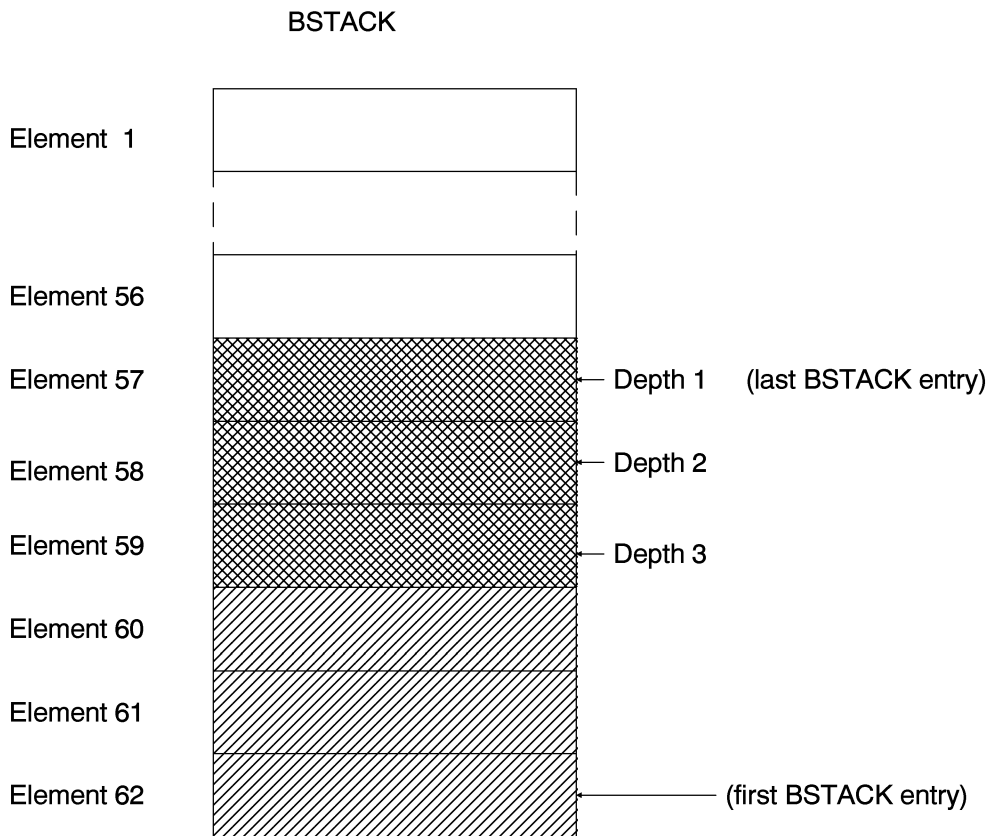 BSTACK
Element 1
Element 56
Element 57 Depth 1 (last BSTACK entry)
Element 58 Depth 2
Element 59 Depth 3
Element 60
Element 61
Element 62 (first BSTACK entry)